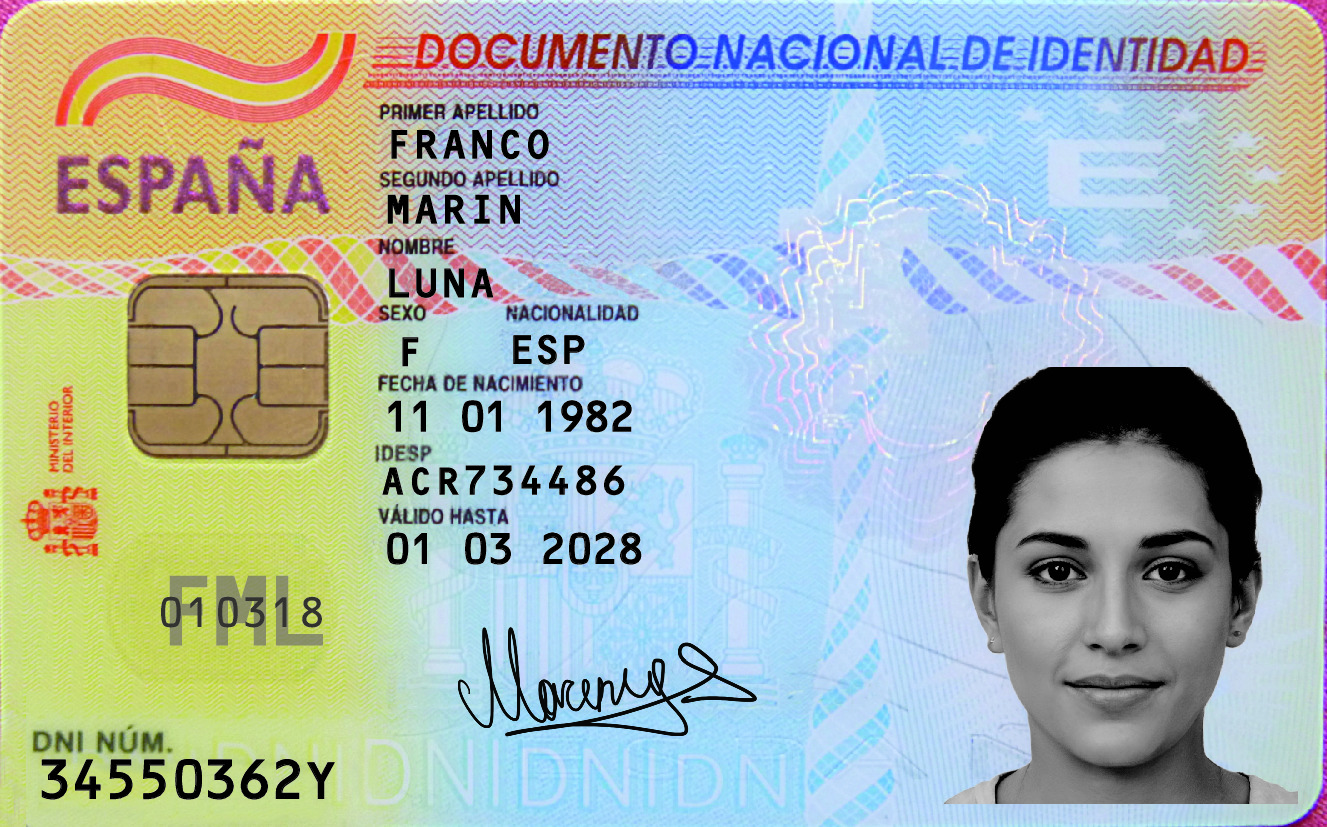 DOCUMENTO NACIONAL DE IDENTIDAD
ESPAÑA
PRIMER APELLIDO
FRANCO
SEGUNDO APELLIDO
MARIN
NOMBRE
LUNA
SEXO NACIONALIDAD
F ESP
FECHA DE NACIMIENTO
11 01 1982
IDESP
ACR734486
VÁLIDO HASTA
01 03 2028
MINISTERIO
DEL INTERIOR
E
FML
010318
DNI NÚM.
34550362Y
DNIDNIDNIDNI